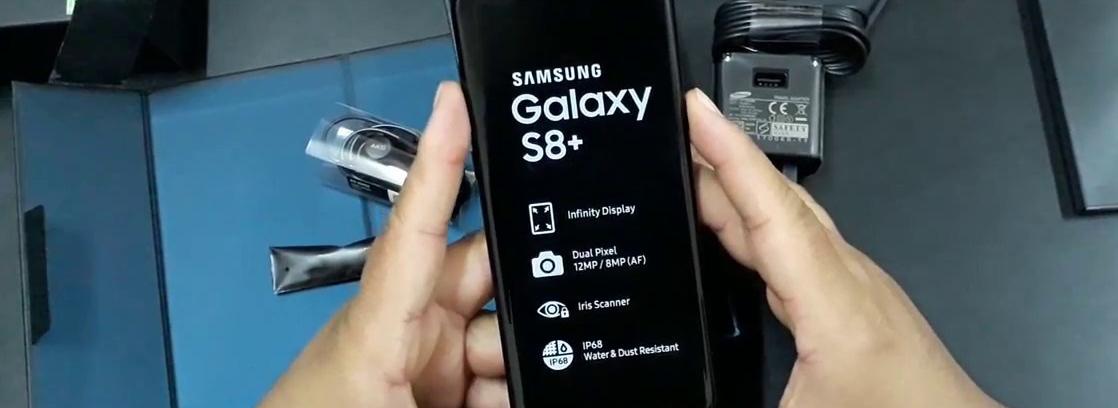 SAMSUNG
Galaxy
S8+
Infinity Display
Dual Pixel
12MP / 8MP (AF)
Iris Scanner
IP68
IP68
Water & Dust Resistant
AKG
SAMSUNG
CE
SAFETY